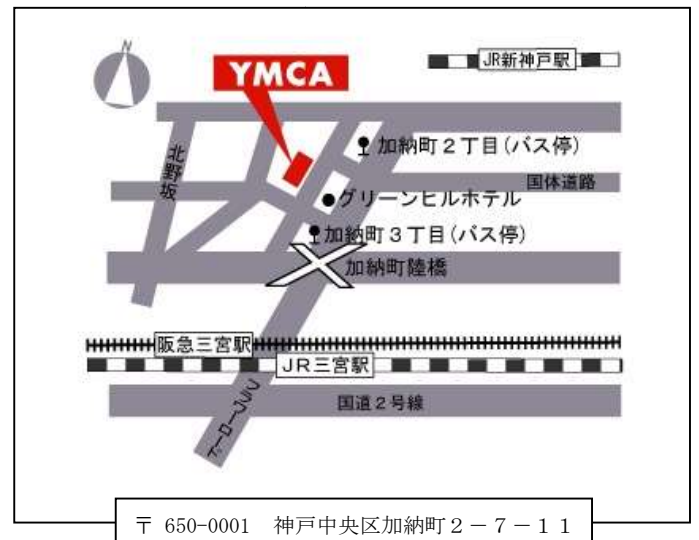 N
YMCA
JR新神戸駅
加納町２丁目(バス停)
北野坂
国体道路
グリーンヒルホテル
加納町３丁目(バス停)
加納町陸橋
阪急三宮駅
JR三宮駅
国道２号線
フラワーロード
〒 650-0001　神戸中央区加納町２－７－１１